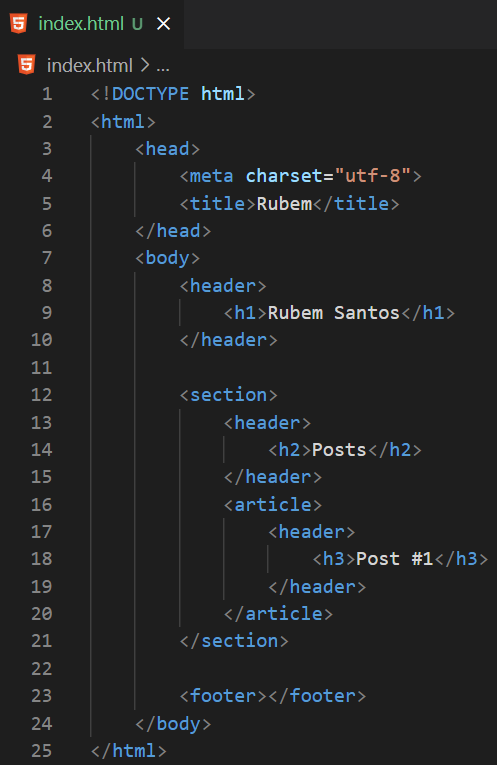 index.html U ×
index.html > ...
1 <!DOCTYPE html>
2 <html>
3     <head>
4         <meta charset="utf-8">
5         <title>Rubem</title>
6     </head>
7     <body>
8         <header>
9             <h1>Rubem Santos</h1>
10         </header>
11
12         <section>
13             <header>
14                 <h2>Posts</h2>
15             </header>
16             <article>
17                 <header>
18                     <h3>Post #1</h3>
19                 </header>
20             </article>
21         </section>
22
23         <footer></footer>
24     </body>
25 </html>